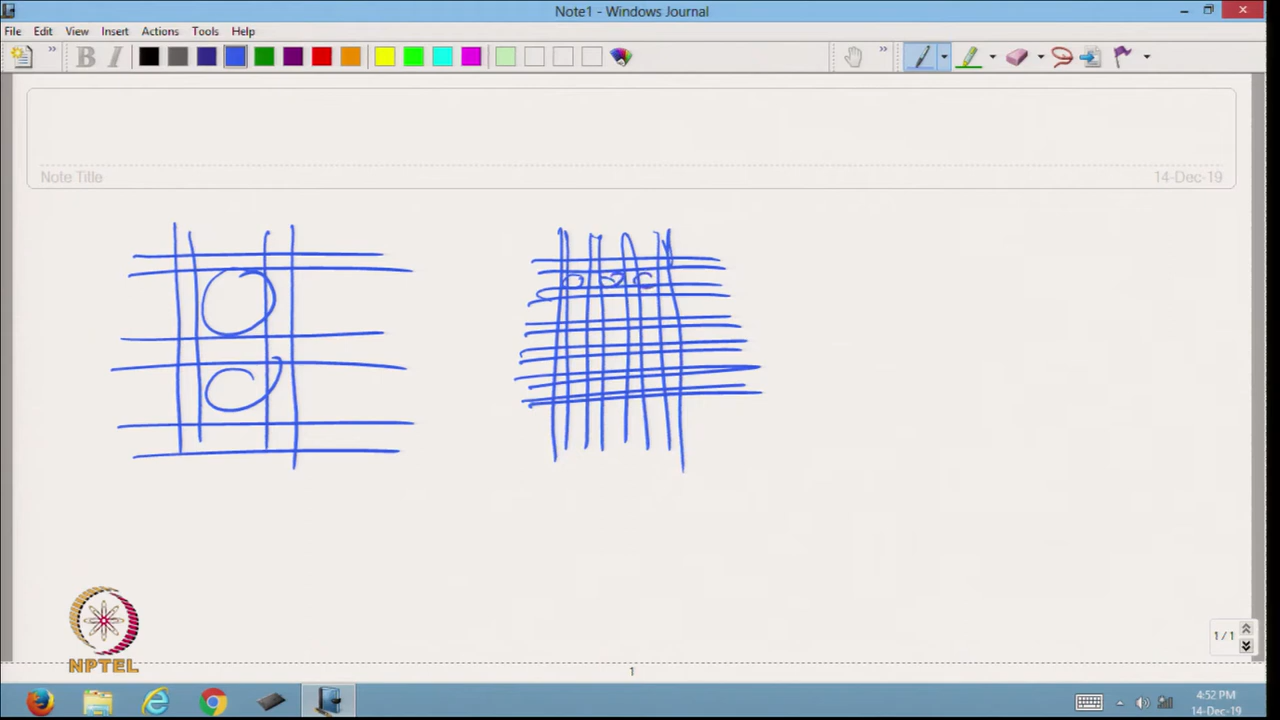 Note1 - Windows Journal
File Edit View Insert Actions Tools Help
B I
Note Title
14-Dec-19
NPTEL
1 / 1
1
4:52 PM
14-Dec-19